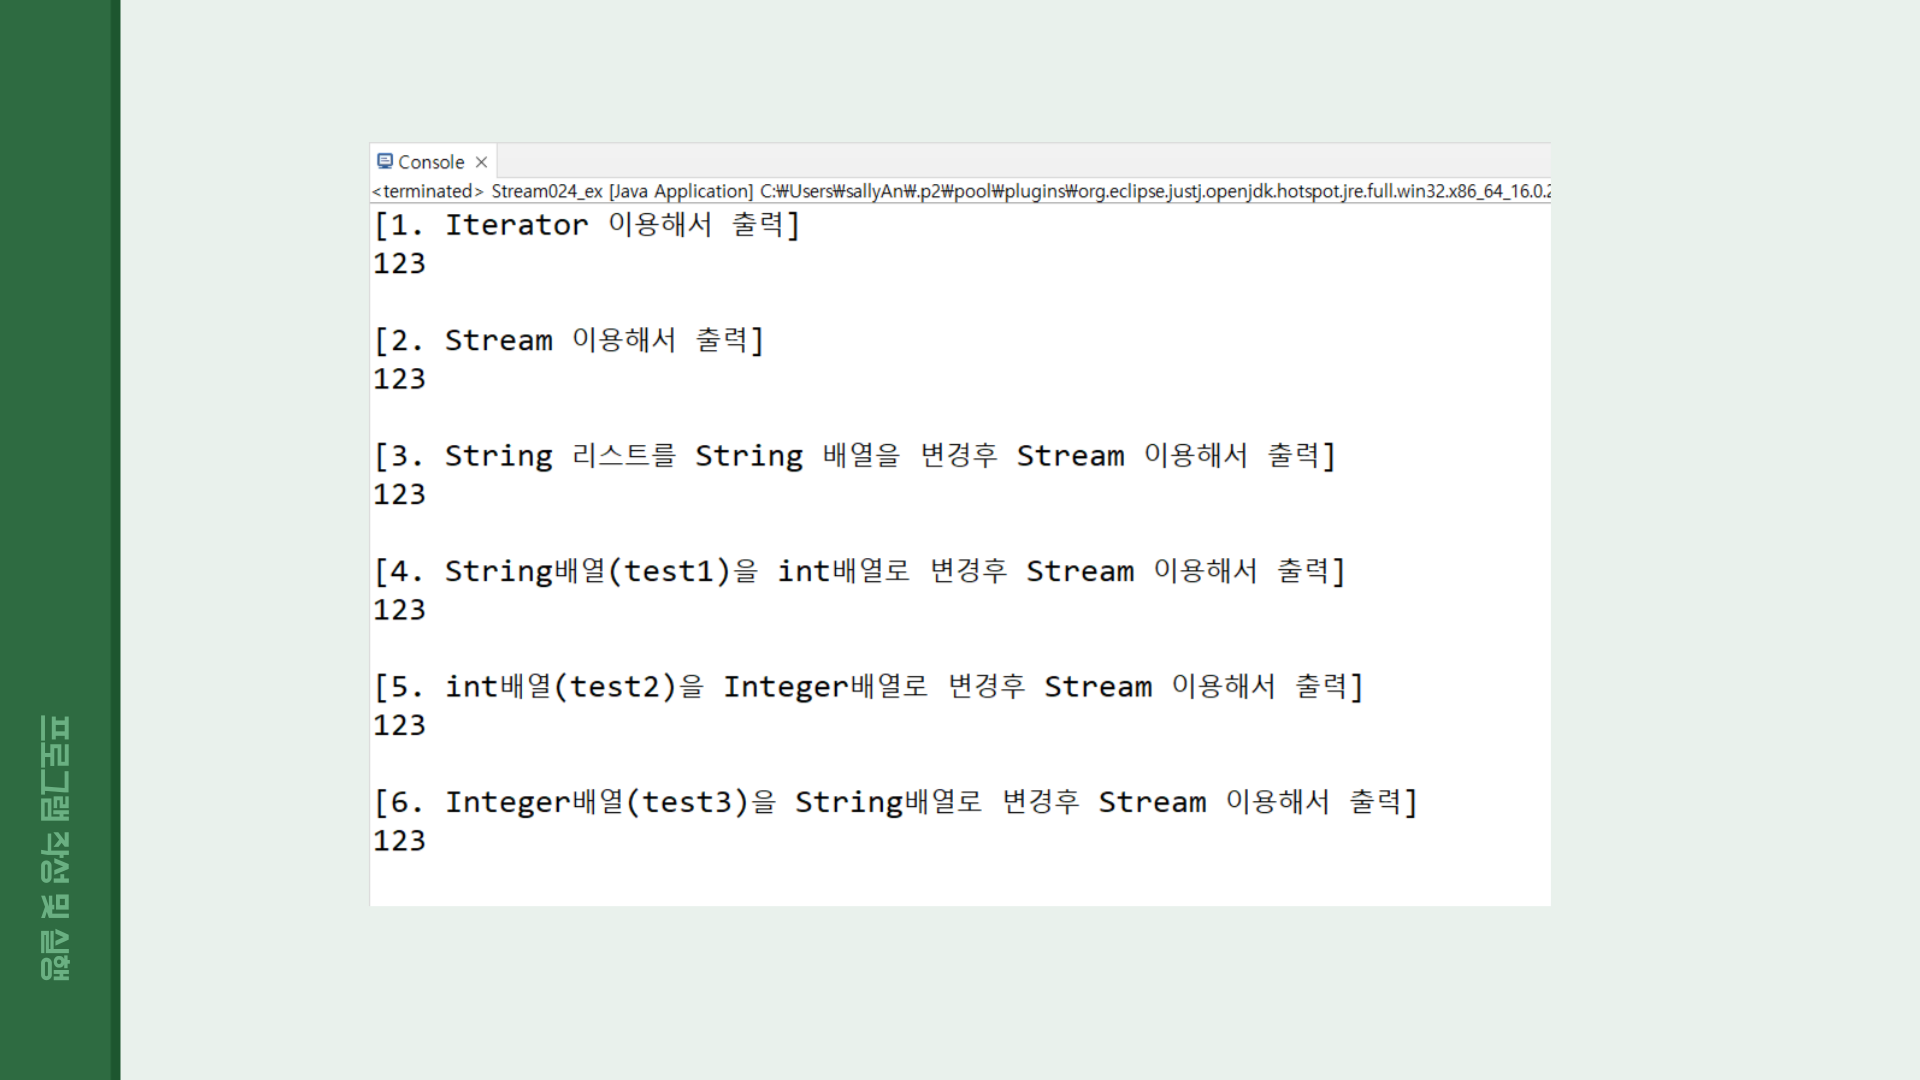 Console
<terminated> Stream024_ex [Java Application] C:₩Users₩sallyAn₩.p2₩pool₩plugins₩org.eclipse.justj.openjdk.hotspot.jre.full.win32.x86_64_16.0.2
[1. Iterator 이용해서 출력]
123
[2. Stream 이용해서 출력]
123
[3. String 리스트를 String 배열을 변경후 Stream 이용해서 출력]
123
[4. String배열(test1)을 int배열로 변경후 Stream 이용해서 출력]
123
[5. int배열(test2)을 Integer배열로 변경후 Stream 이용해서 출력]
123
[6. Integer배열(test3)을 String배열로 변경후 Stream 이용해서 출력]
123
프로그램 작성 및 실행